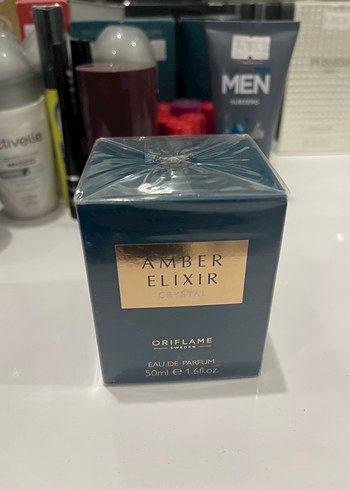 AMBER
ELIXIR
CRYSTAL
ORIFLAME
SWEDEN
EAU DE PARFUM
50ml ℮ 1.6fl.oz.
MEN